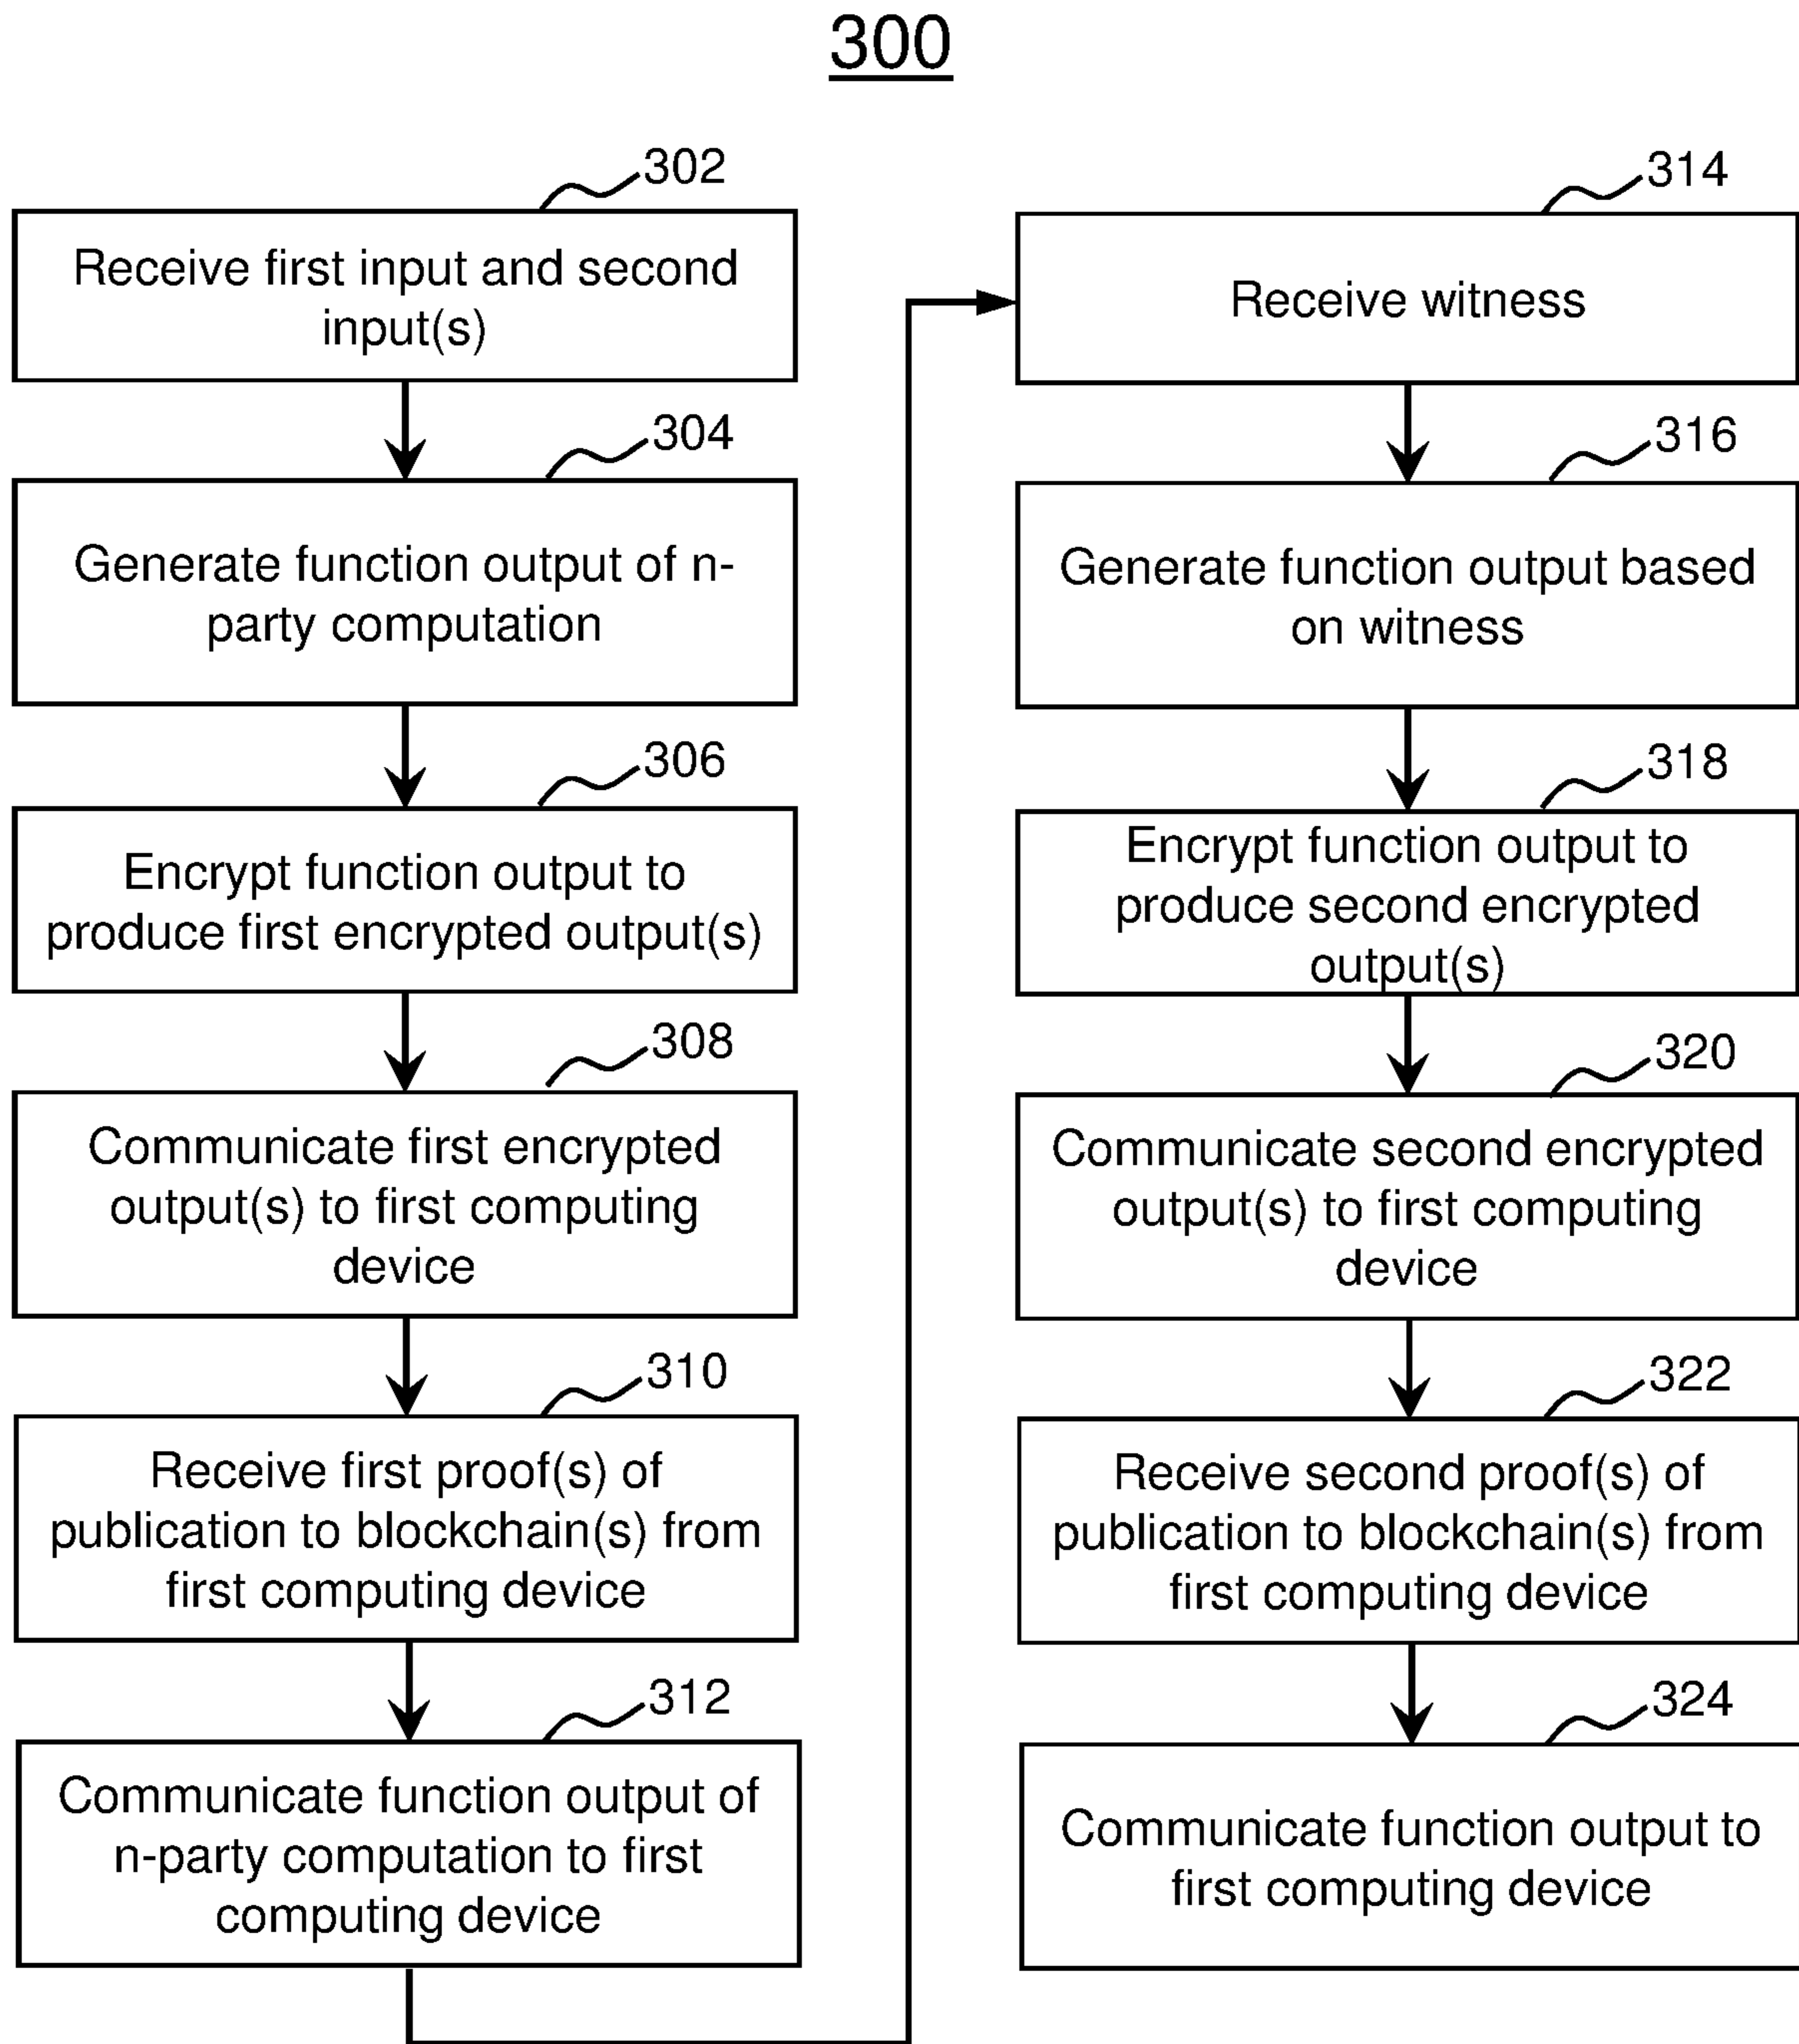 300
302
Receive first input and second
input(s)
304
Generate function output of n-
party computation
306
Encrypt function output to
produce first encrypted output(s)
308
Communicate first encrypted
output(s) to first computing
device
310
Receive first proof(s) of
publication to blockchain(s) from
first computing device
312
Communicate function output of
n-party computation to first
computing device
314
Receive witness
316
Generate function output based
on witness
318
Encrypt function output to
produce second encrypted
output(s)
320
Communicate second encrypted
output(s) to first computing
device
322
Receive second proof(s) of
publication to blockchain(s) from
first computing device
324
Communicate function output to
first computing device